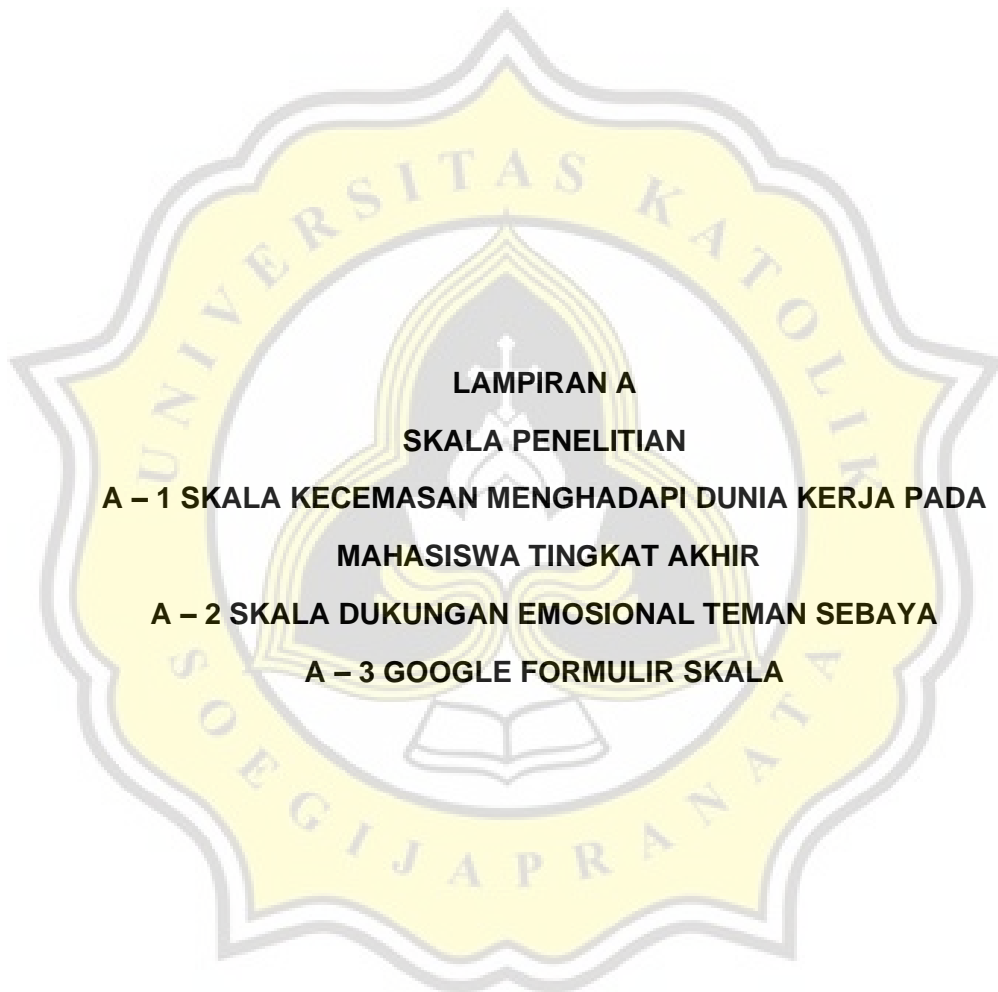 UNIVERSITAS KATOLIK
LAMPIRAN A
SKALA PENELITIAN
A – 1 SKALA KECEMASAN MENGHADAPI DUNIA KERJA PADA
MAHASISWA TINGKAT AKHIR
A – 2 SKALA DUKUNGAN EMOSIONAL TEMAN SEBAYA
A – 3 GOOGLE FORMULIR SKALA
SOEGIJAPRANATA